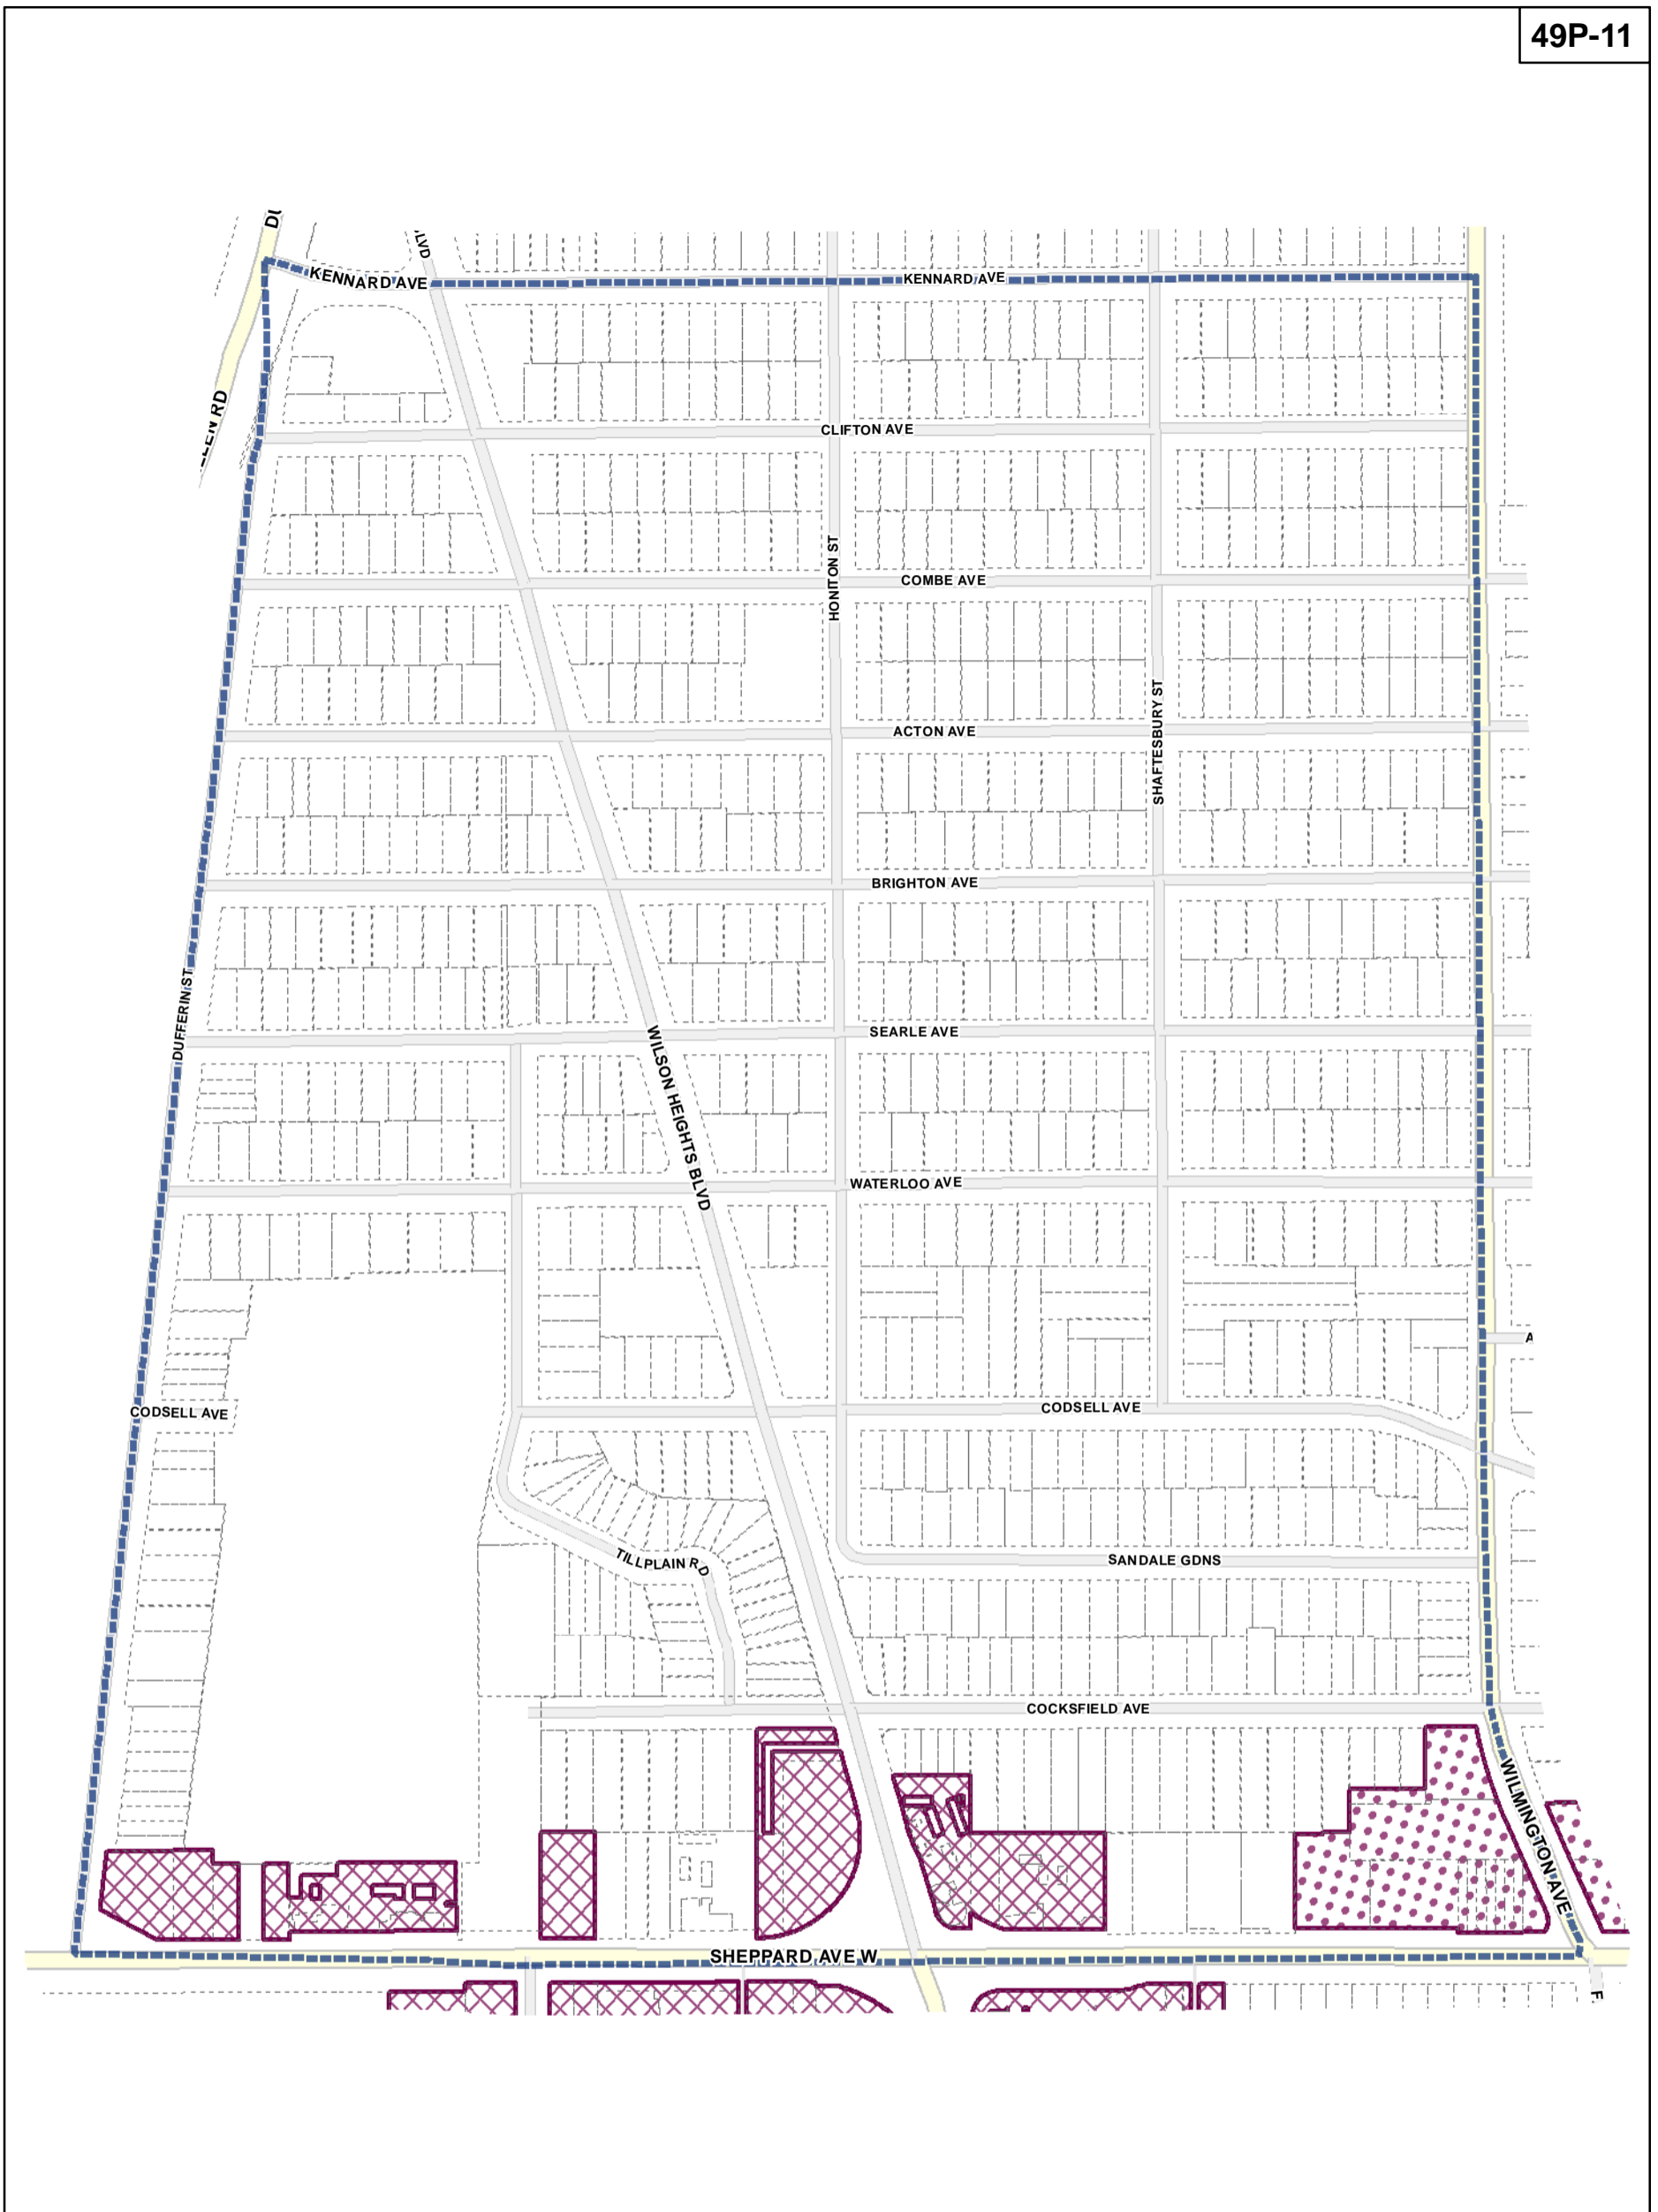 49P-11
KENNARD AVE
KENNARD AVE
CLIFTON AVE
HONITON ST
COMBE AVE
SHAFTESBURY ST
ACTON AVE
BRIGHTON AVE
DUFFERIN ST
SEARLE AVE
WILSON HEIGHTS BLVD
WATERLOO AVE
CODSELL AVE
CODSELL AVE
TILLPLAIN RD
SANDALE GDNS
COCKSFIELD AVE
WILMINGTON AVE
SHEPPARD AVE W